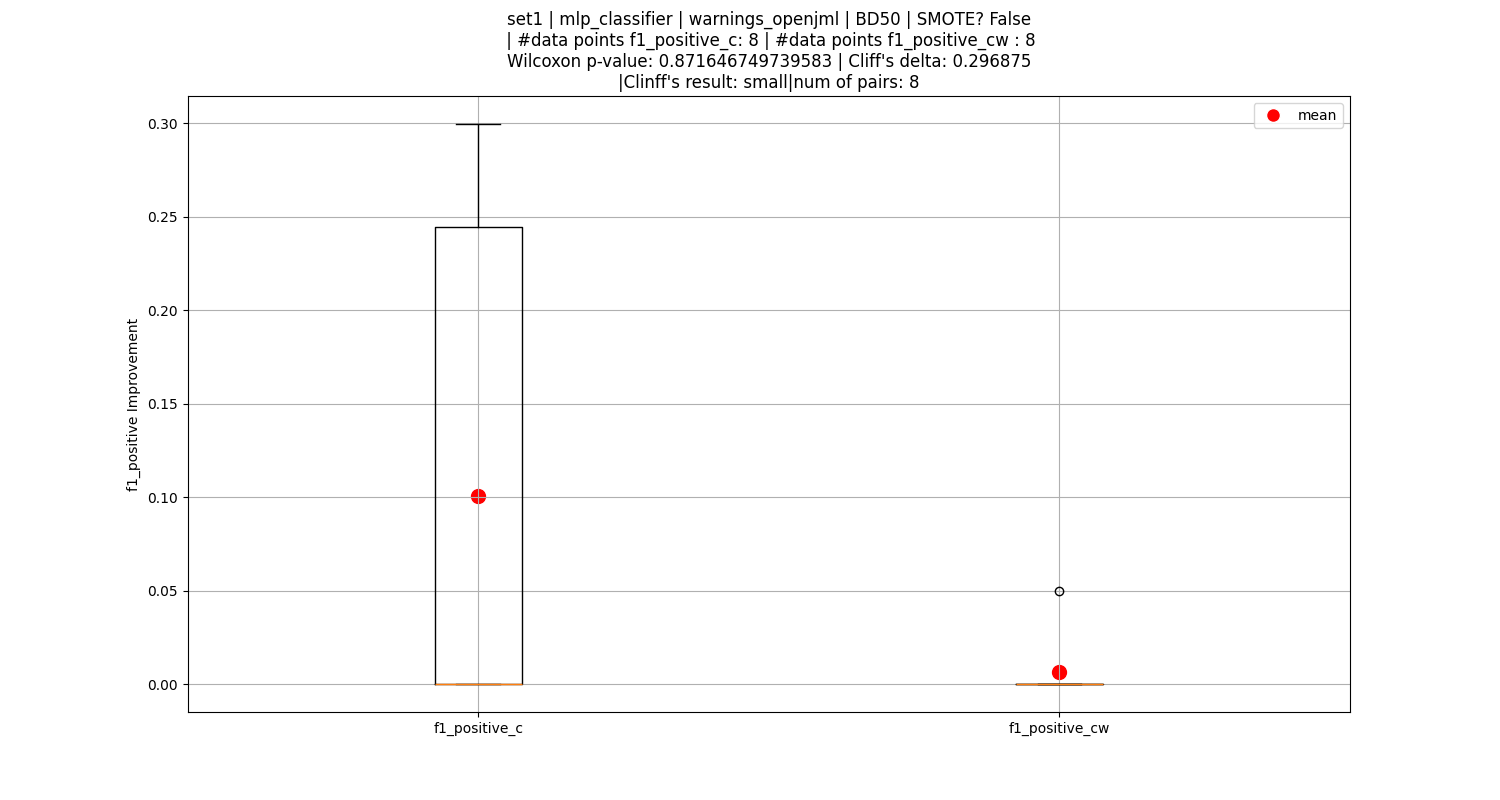 set1 | mlp_classifier | warnings_openjml | BD50 | SMOTE? False
| #data points f1_positive_c: 8 | #data points f1_positive_cw : 8
Wilcoxon p-value: 0.871646749739583 | Cliff's delta: 0.296875
|Clinff's result: small|num of pairs: 8
mean
0.30
0.25
0.20
0.15
0.10
0.05
0.00
f1_positive Improvement
f1_positive_c
f1_positive_cw